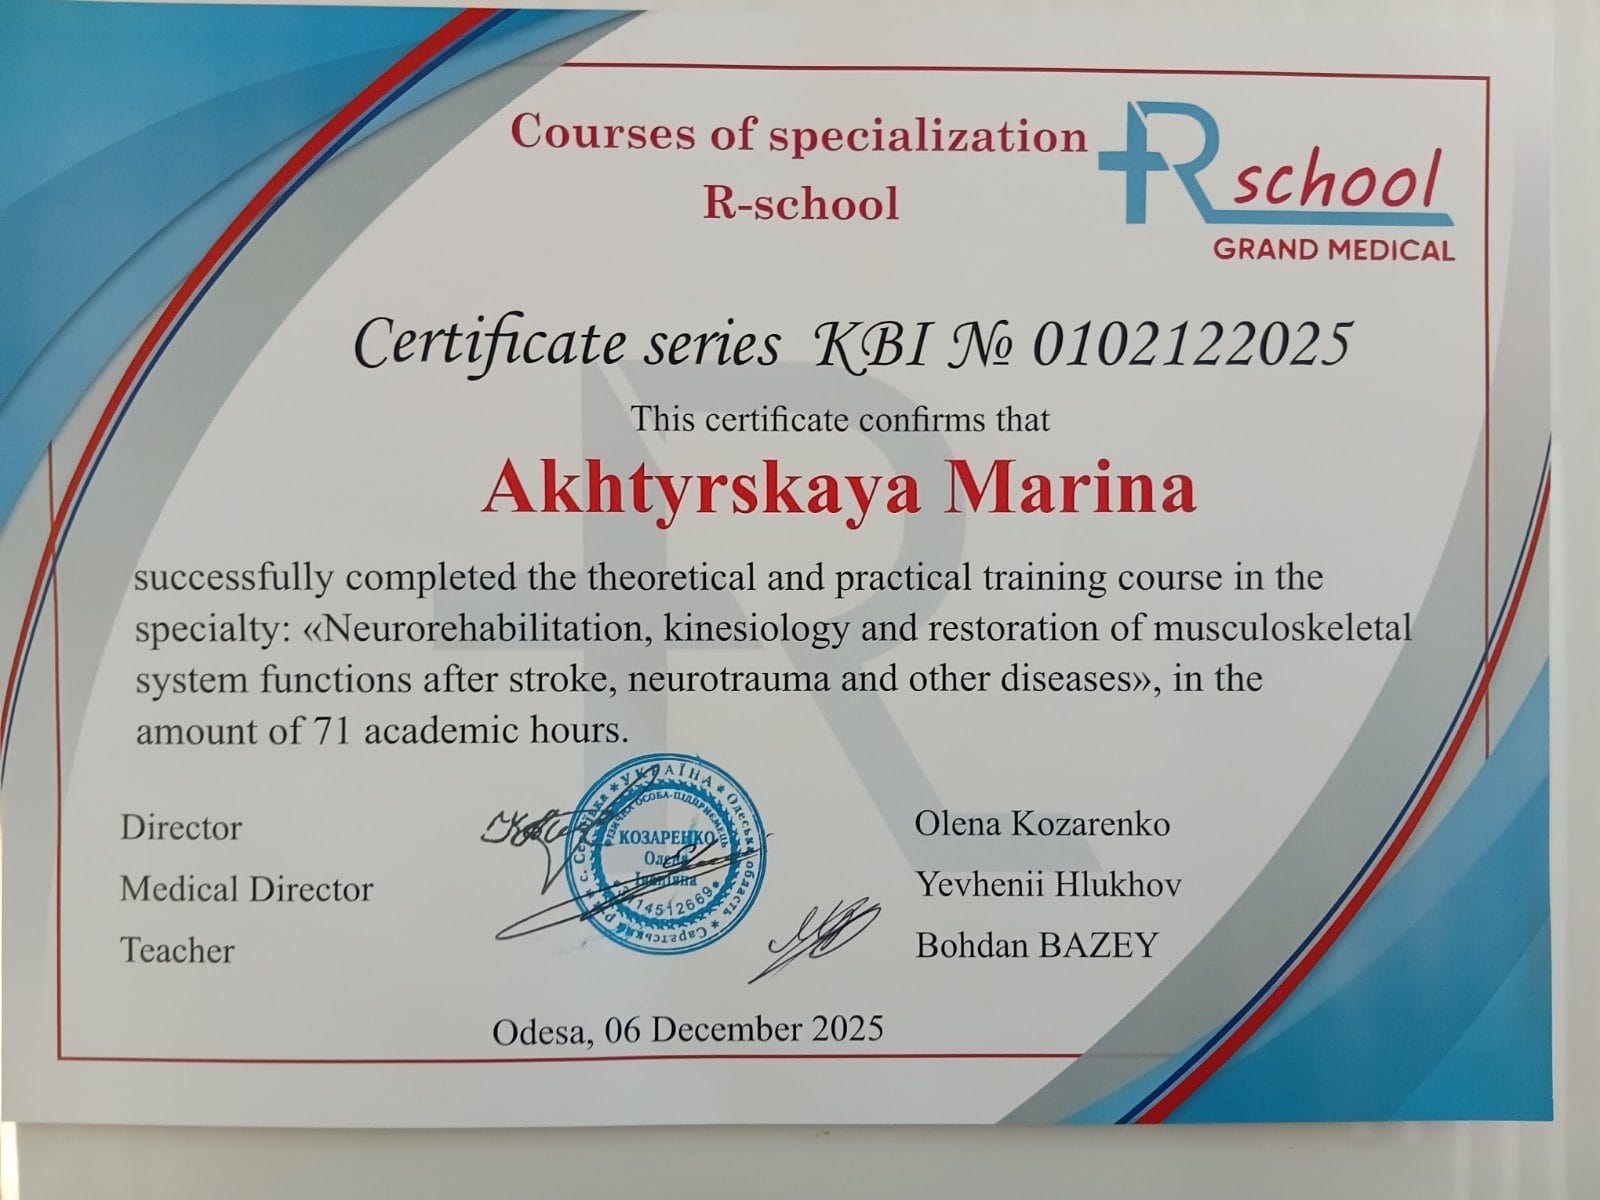 Courses of specialization
R-school
R school
GRAND MEDICAL
Certificate series KBI № 0102122025
This certificate confirms that
Akhtyrskaya Marina
successfully completed the theoretical and practical training course in the
specialty: «Neurorehabilitation, kinesiology and restoration of musculoskeletal
system functions after stroke, neurotrauma and other diseases», in the
amount of 71 academic hours.
Director
Olena Kozarenko
Medical Director
Yevhenii Hlukhov
Teacher
Bohdan BAZEY
УКРАЇНА * Одеська область *
КОЗАРЕНКО
Олена
Іванівна
Odesa, 06 December 2025